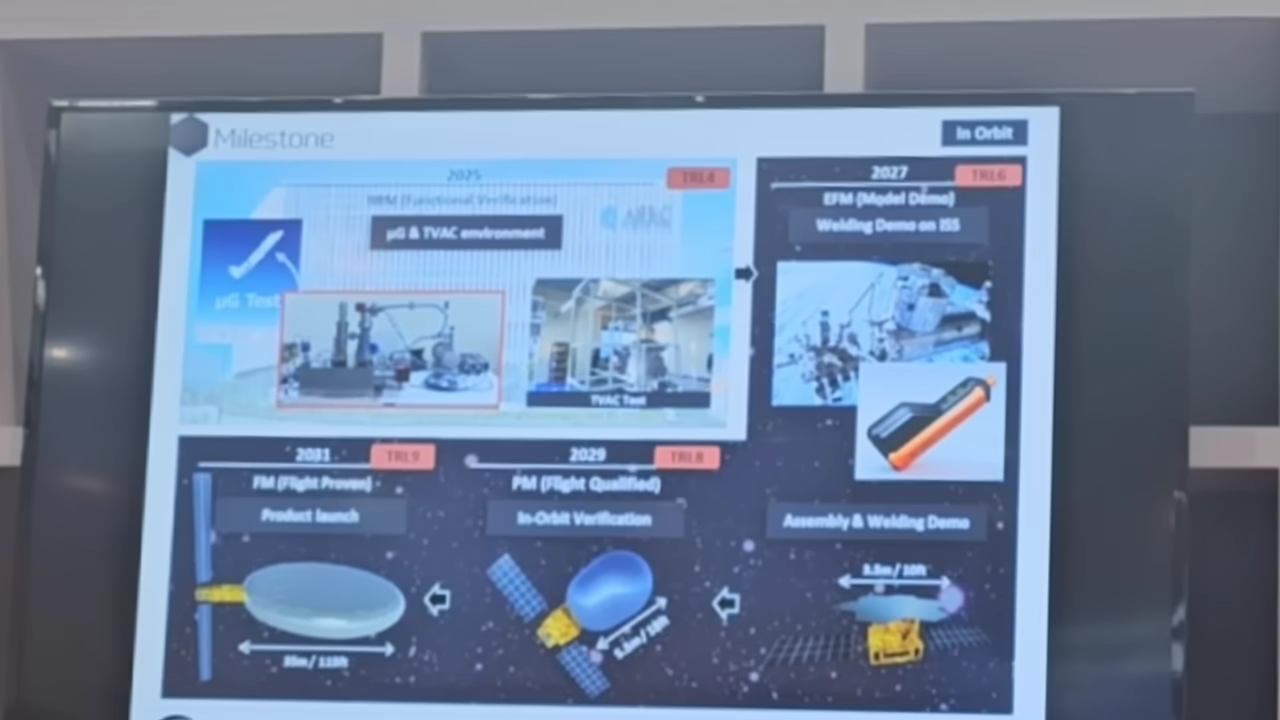 Milestone
In Orbit
2025
TRL4
BBM (Functional Verification)
µG & TVAC environment
µG Test
TVAC Test
2027
TRL6
EFM (Model Demo)
Welding Demo on ISS
Assembly & Welding Demo
2029
TRL8
PM (Flight Qualified)
In-Orbit Verification
2031
TRL9
FM (Flight Proven)
Product launch
35m / 115ft